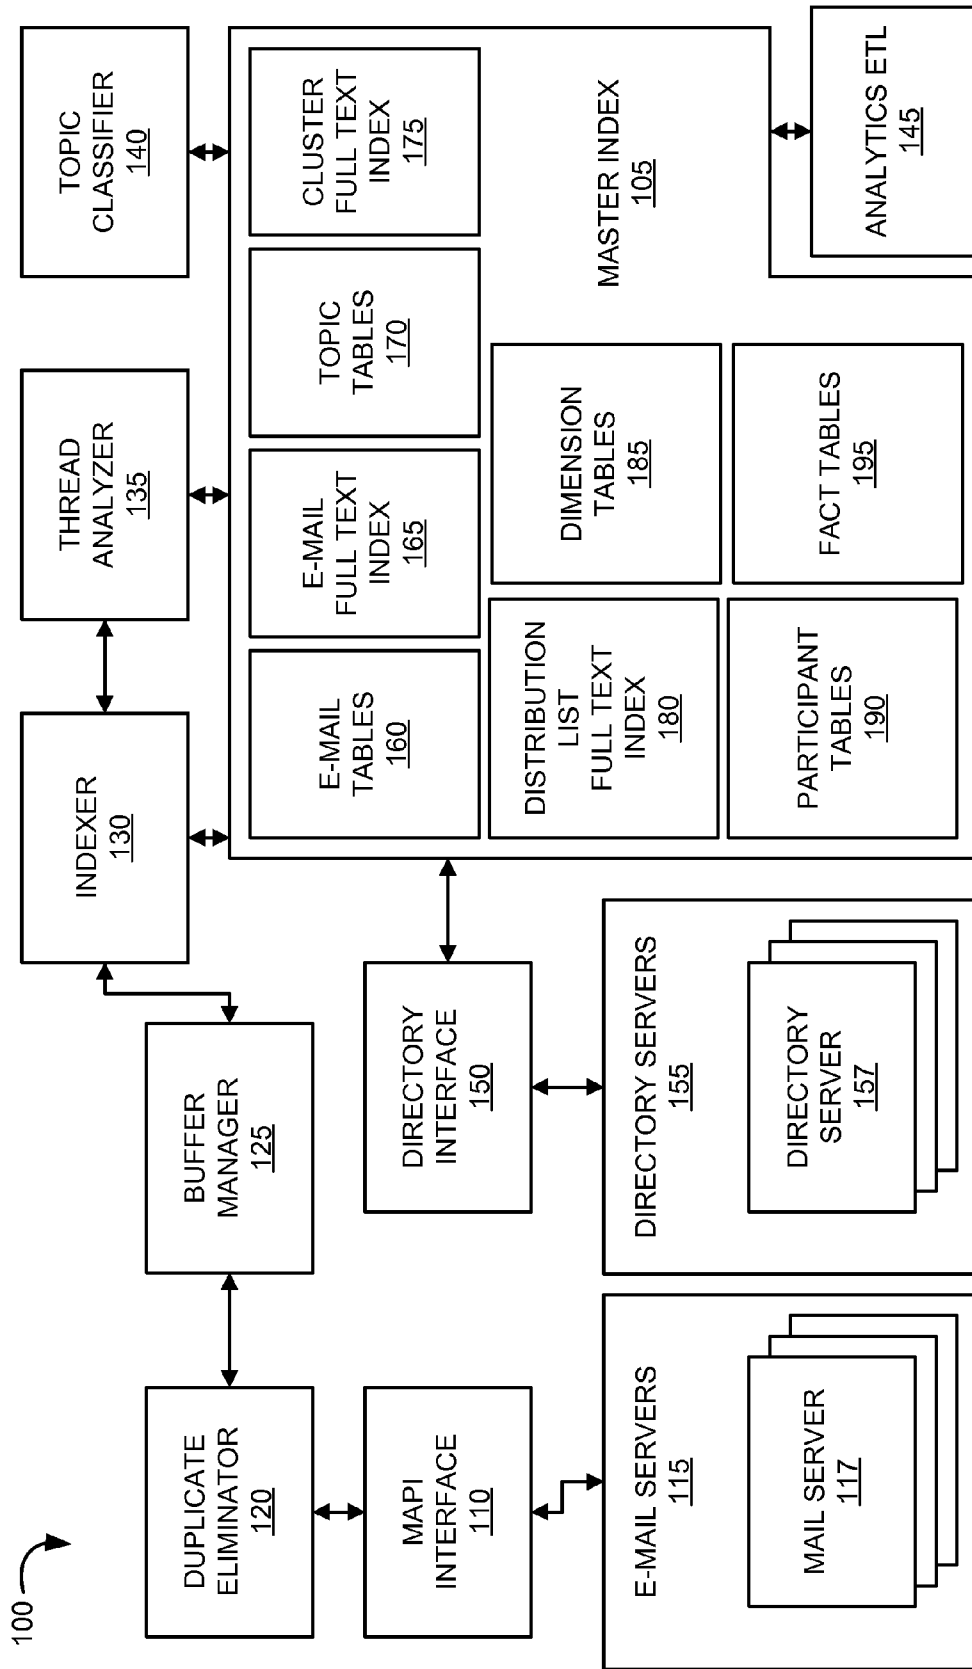 100
DUPLICATE
ELIMINATOR
120
BUFFER
MANAGER
125
INDEXER
130
THREAD
ANALYZER
135
TOPIC
CLASSIFIER
140
MAPI
INTERFACE
110
DIRECTORY
INTERFACE
150
E-MAIL SERVERS
115
MAIL SERVER
117
DIRECTORY SERVERS
155
DIRECTORY
SERVER
157
E-MAIL
TABLES
160
E-MAIL
FULL TEXT
INDEX
165
TOPIC
TABLES
170
CLUSTER
FULL TEXT
INDEX
175
DISTRIBUTION
LIST
FULL TEXT
INDEX
180
DIMENSION
TABLES
185
MASTER INDEX
105
PARTICIPANT
TABLES
190
FACT TABLES
195
ANALYTICS ETL
145